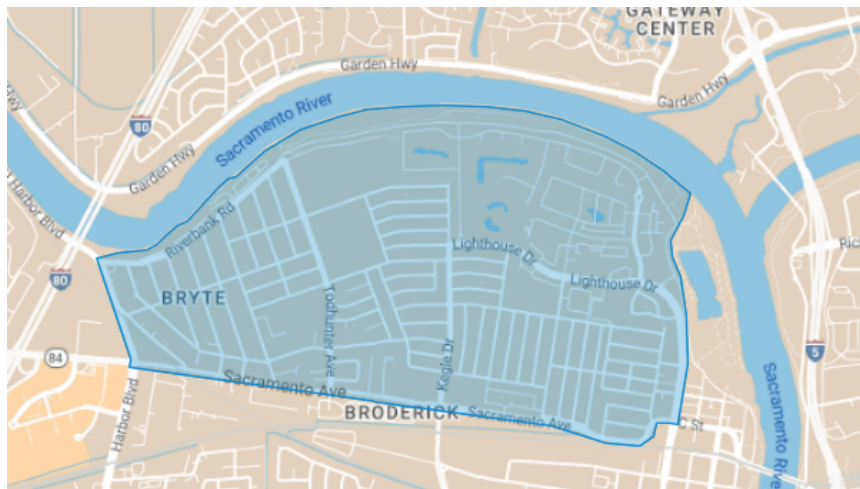 GATEWAY
CENTER
Garden Hwy
Garden Hwy
Hwy
80
Sacramento River
Garden Hwy
Harbor Blvd
Riverbank Rd
Lighthouse Dr
Ric
80
BRYTE
Lighthouse Dr
Todhunter Ave
84
Kegle Dr
5
Sacramento Ave
Harbor Blvd
BRODERICK
Sacramento Ave
C St
Sacramento River